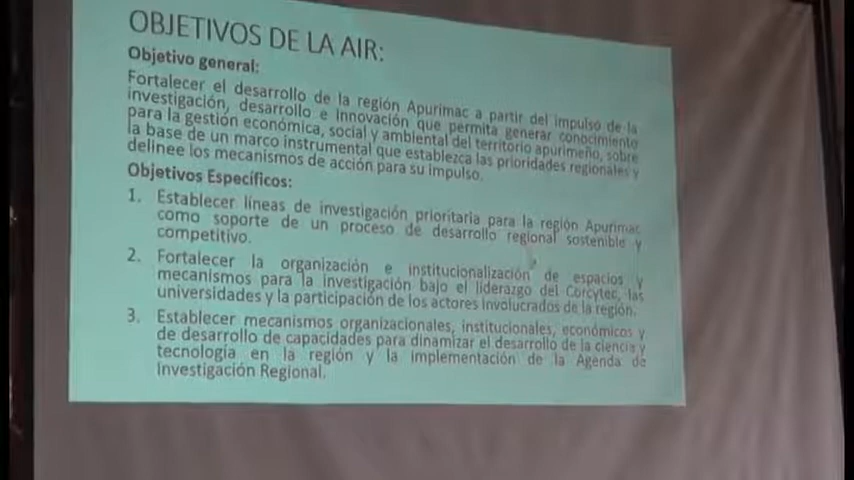 OBJETIVOS DE LA AIR:
Objetivo general:
Fortalecer el desarrollo de la región Apurimac a partir del impulso de la
investigación, desarrollo e Innovación que permita generar conocimiento
para la gestión económica, social y ambiental del territorio apurimeño, sobre
la base de un marco instrumental que establezca las prioridades regionales y
delinee los mecanismos de acción para su impulso.
Objetivos Específicos:
1. Establecer líneas de investigación prioritaria para la región Apurimac
como soporte de un proceso de desarrollo regional sostenible y
competitivo.
2. Fortalecer la organización e institucionalización de espacios y
mecanismos para la investigación bajo el liderazgo del Corcytec, las
universidades y la participación de los actores involucrados de la región.
3. Establecer mecanismos organizacionales, institucionales, económicos y
de desarrollo de capacidades para dinamizar el desarrollo de la ciencia y
tecnología en la región y la implementación de la Agenda de
Investigación Regional.